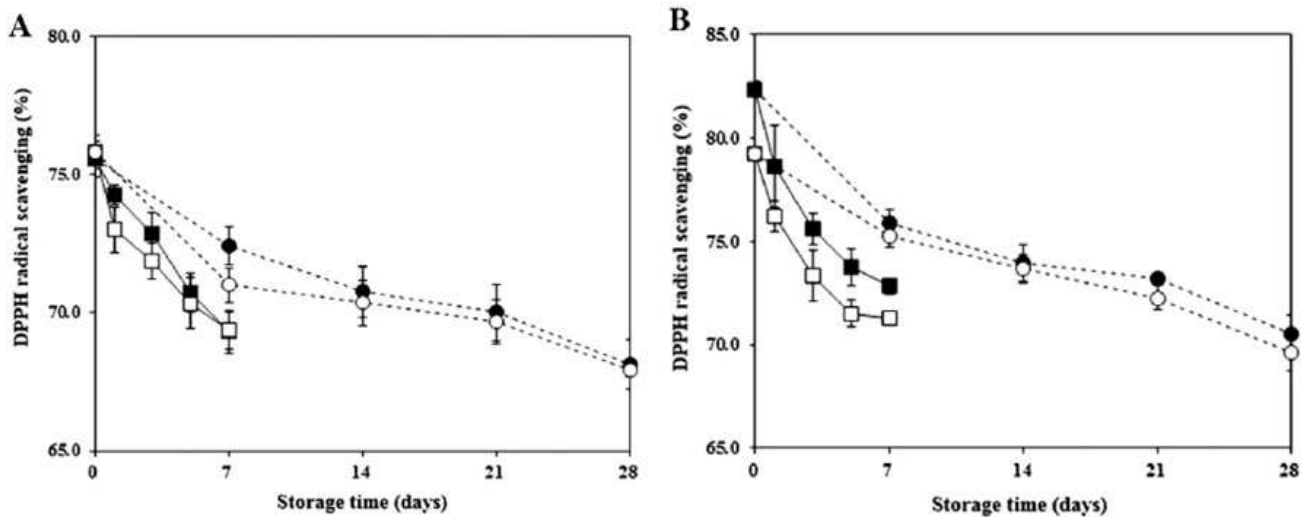 A
DPPH radical scavenging (%)
80.0
75.0
70.0
65.0
0 7 14 21 28
Storage time (days)
B
DPPH radical scavenging (%)
85.0
80.0
75.0
70.0
65.0
0 7 14 21 28
Storage time (days)